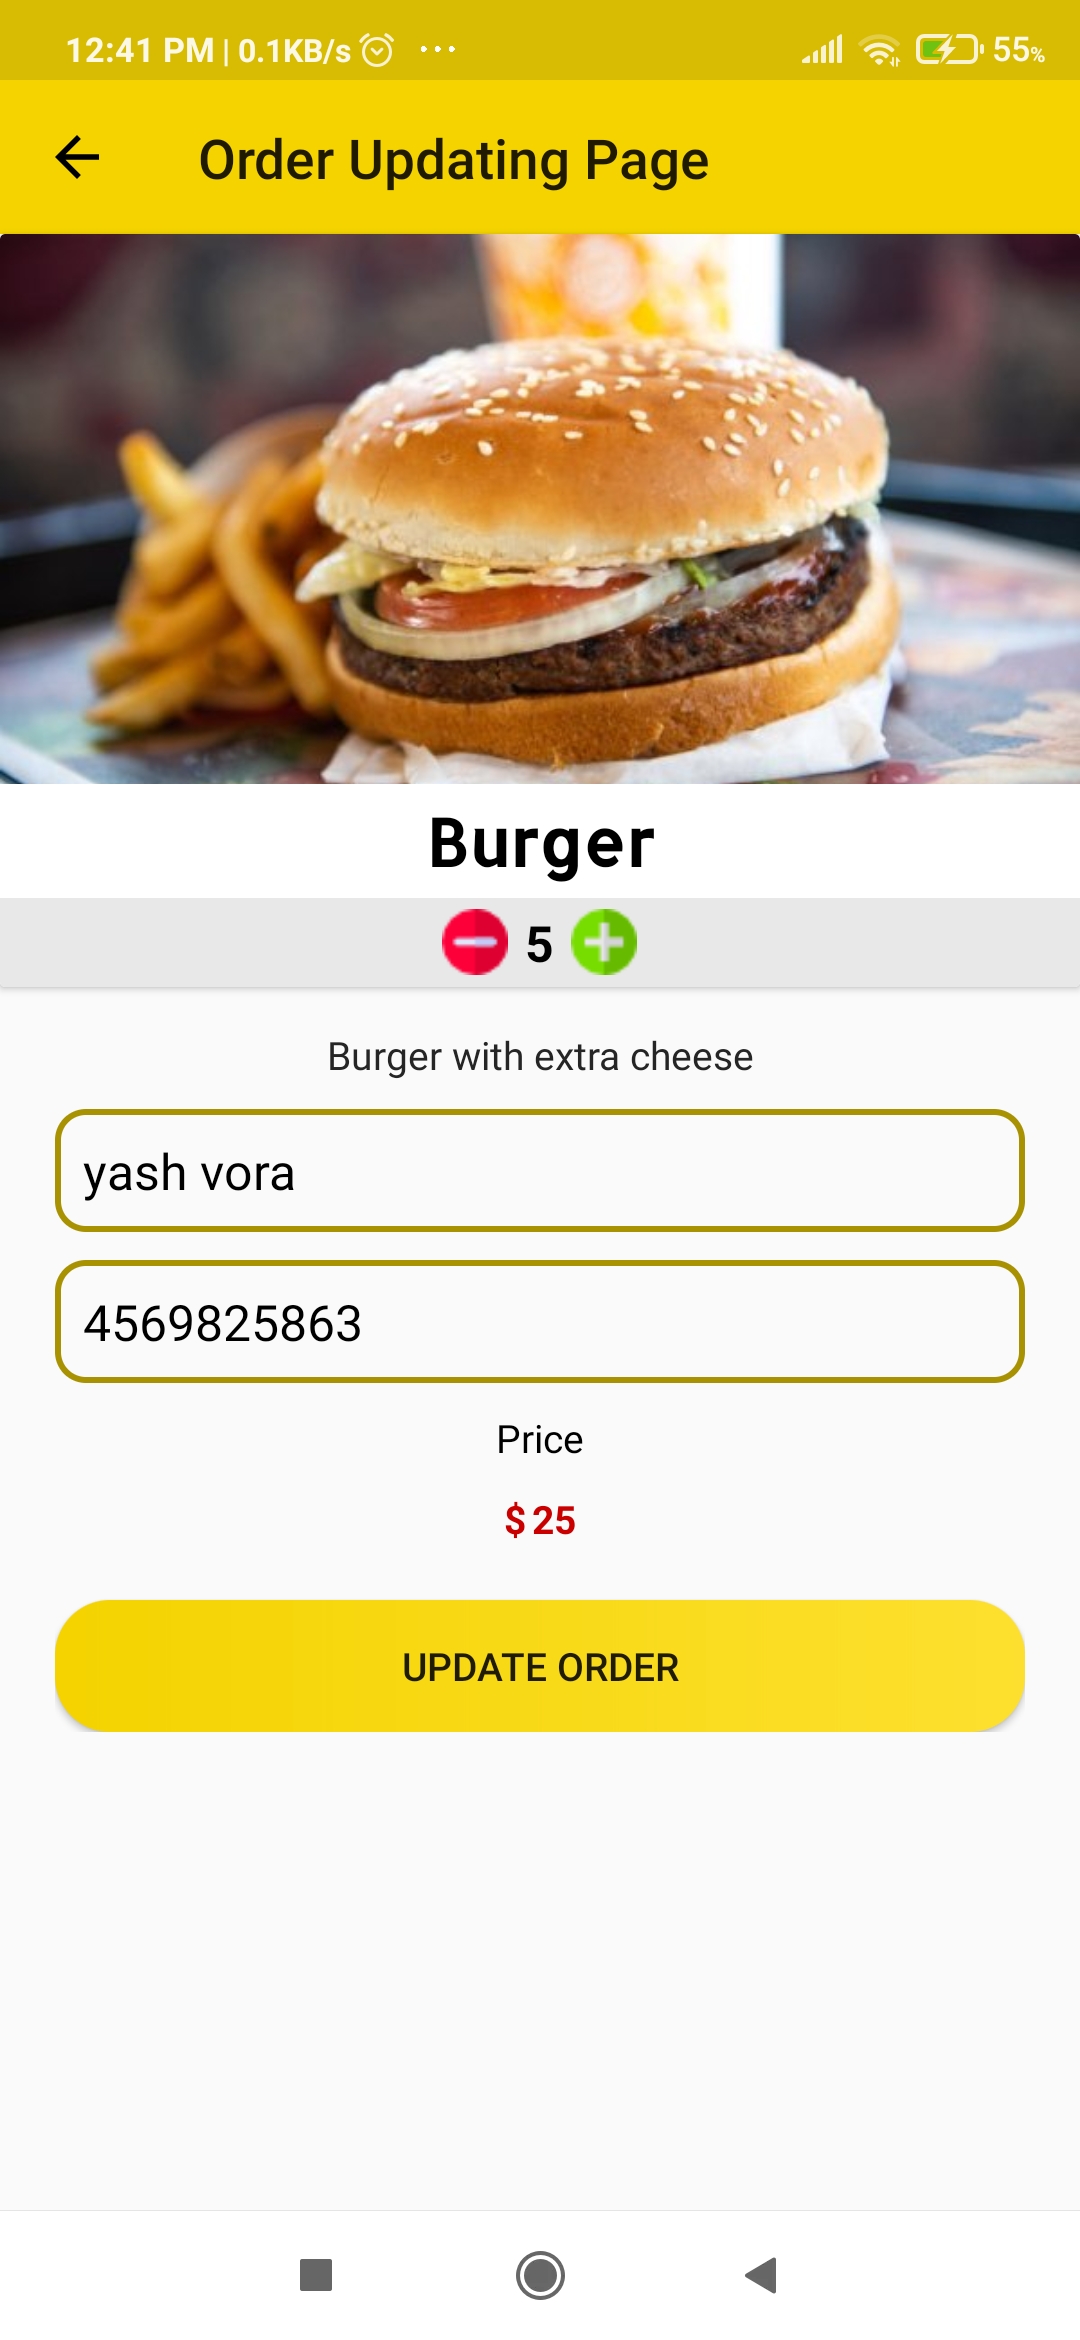 12:41 PM | 0.1KB/s ... 55%
Order Updating Page
Burger
5
Burger with extra cheese
yash vora
4569825863
Price
$ 25
UPDATE ORDER